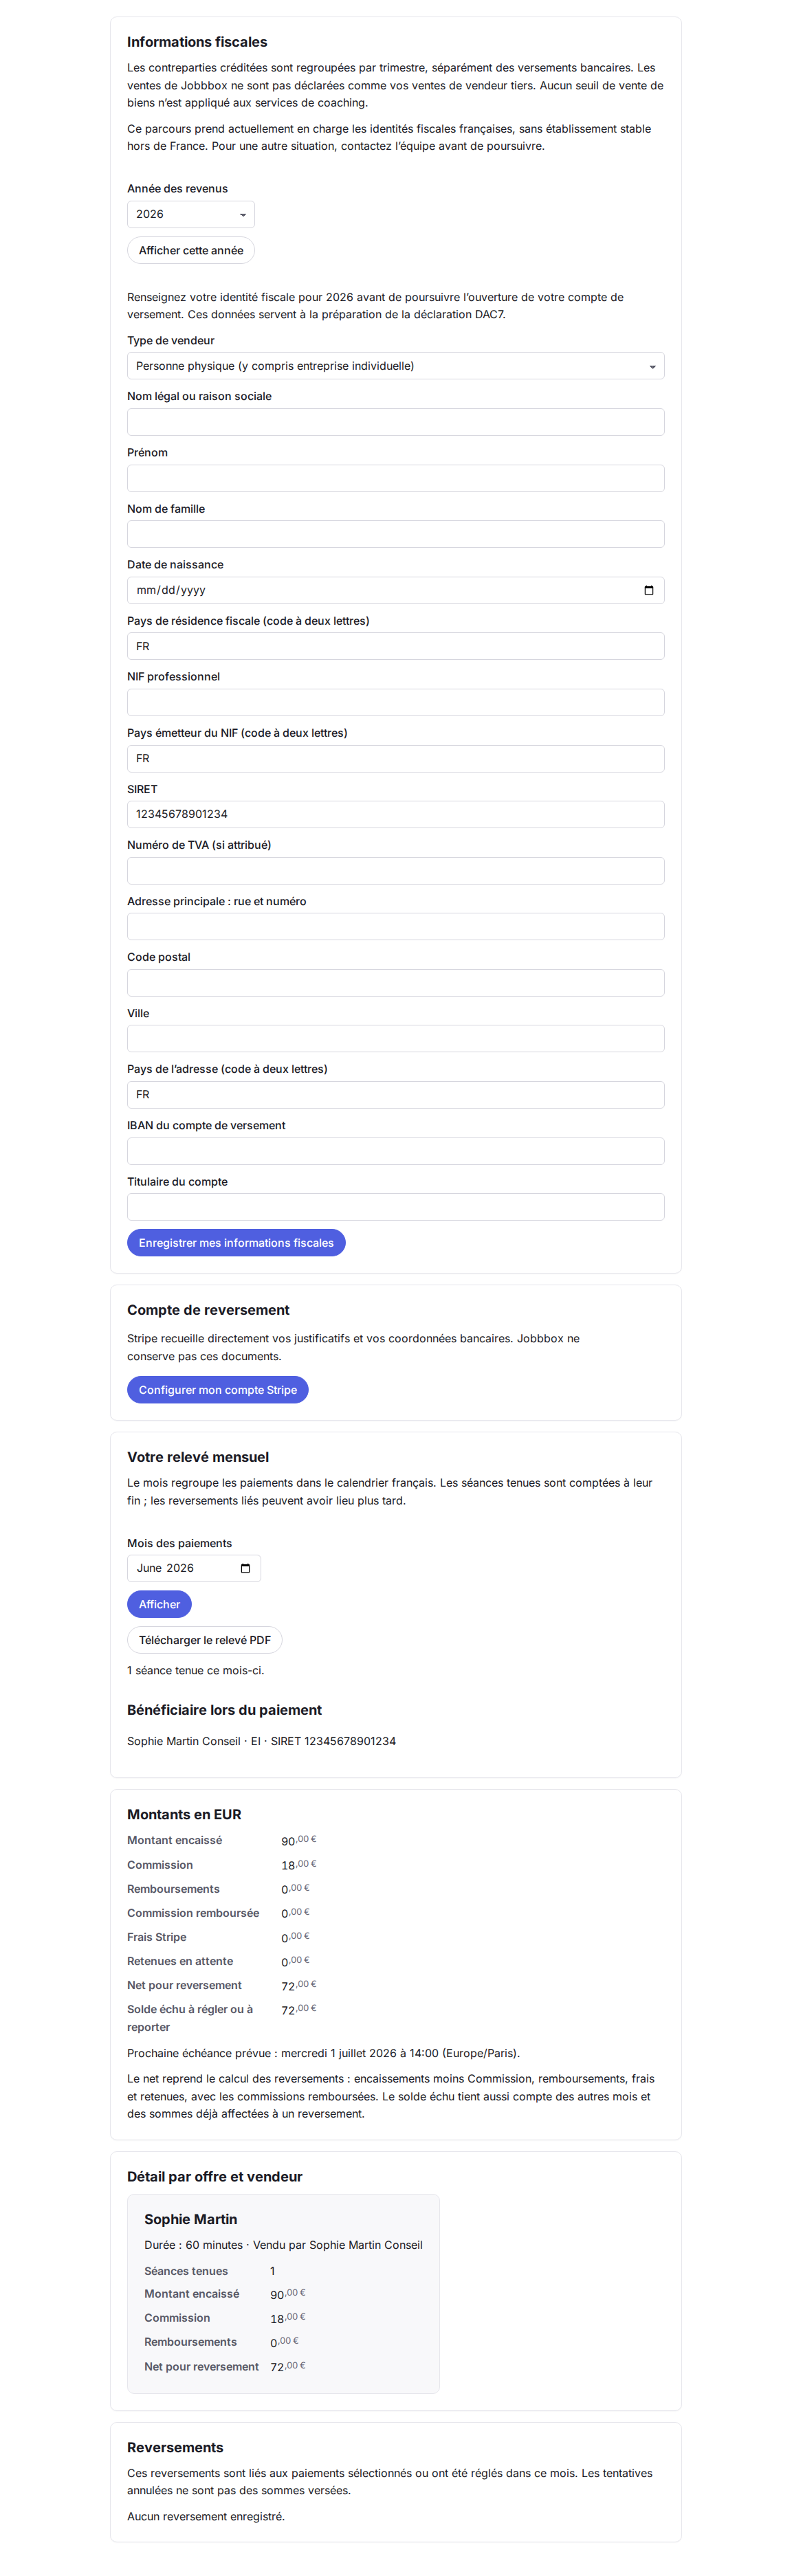 Informations fiscales
Les contreparties créditées sont regroupées par trimestre, séparément des versements bancaires. Les
ventes de Jobbbox ne sont pas déclarées comme vos ventes de vendeur tiers. Aucun seuil de vente de
biens n’est appliqué aux services de coaching.
Ce parcours prend actuellement en charge les identités fiscales françaises, sans établissement stable
hors de France. Pour une autre situation, contactez l’équipe avant de poursuivre.
Année des revenus
2026
Afficher cette année
Renseignez votre identité fiscale pour 2026 avant de poursuivre l’ouverture de votre compte de
versement. Ces données servent à la préparation de la déclaration DAC7.
Type de vendeur
Personne physique (y compris entreprise individuelle)
Nom légal ou raison sociale
Prénom
Nom de famille
Date de naissance
mm/dd/yyyy
Pays de résidence fiscale (code à deux lettres)
FR
NIF professionnel
Pays émetteur du NIF (code à deux lettres)
FR
SIRET
12345678901234
Numéro de TVA (si attribué)
Adresse principale : rue et numéro
Code postal
Ville
Pays de l’adresse (code à deux lettres)
FR
IBAN du compte de versement
Titulaire du compte
Enregistrer mes informations fiscales
Compte de reversement
Stripe recueille directement vos justificatifs et vos coordonnées bancaires. Jobbbox ne
conserve pas ces documents.
Configurer mon compte Stripe
Votre relevé mensuel
Le mois regroupe les paiements dans le calendrier français. Les séances tenues sont comptées à leur
fin ; les reversements liés peuvent avoir lieu plus tard.
Mois des paiements
June 2026
Afficher
Télécharger le relevé PDF
1 séance tenue ce mois-ci.
Bénéficiaire lors du paiement
Sophie Martin Conseil · EI · SIRET 12345678901234
Montants en EUR
Montant encaissé 90,00 €
Commission 18,00 €
Remboursements 0,00 €
Commission remboursée 0,00 €
Frais Stripe 0,00 €
Retenues en attente 0,00 €
Net pour reversement 72,00 €
Solde échu à régler ou à 72,00 €
reporter
Prochaine échéance prévue : mercredi 1 juillet 2026 à 14:00 (Europe/Paris).
Le net reprend le calcul des reversements : encaissements moins Commission, remboursements, frais
et retenues, avec les commissions remboursées. Le solde échu tient aussi compte des autres mois et
des sommes déjà affectées à un reversement.
Détail par offre et vendeur
Sophie Martin
Durée : 60 minutes · Vendu par Sophie Martin Conseil
Séances tenues 1
Montant encaissé 90,00 €
Commission 18,00 €
Remboursements 0,00 €
Net pour reversement 72,00 €
Reversements
Ces reversements sont liés aux paiements sélectionnés ou ont été réglés dans ce mois. Les tentatives
annulées ne sont pas des sommes versées.
Aucun reversement enregistré.